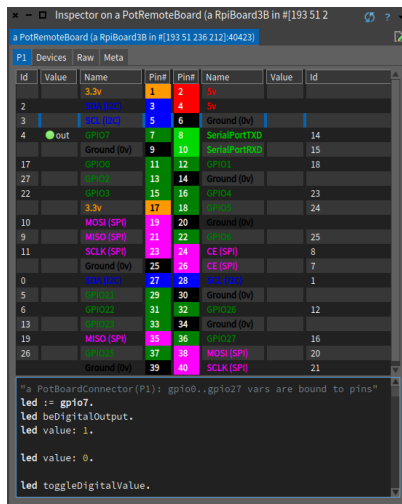 Inspector on a PotRemoteBoard (a RpiBoard3B in #[193 51 2 ?
a PotRemoteBoard (a RpiBoard3B in #[193 51 236 212]:40423)
P1 Devices Raw Meta
Id Value Name Pin# Pin# Name Value Id
3.3v 1 2 5v
2 SDA (I2C) 3 4 5v
3 SCL (I2C) 5 6 Ground (0v)
4 out GPIO7 7 8 SerialPortTXD 14
Ground (0v) 9 10 SerialPortRXD 15
17 GPIO0 11 12 GPIO1 18
27 GPIO2 13 14 Ground (0v)
22 GPIO3 15 16 GPIO4 23
3.3v 17 18 GPIO5 24
10 MOSI (SPI) 19 20 Ground (0v)
9 MISO (SPI) 21 22 GPIO6 25
11 SCLK (SPI) 23 24 CE (SPI) 8
Ground (0v) 25 26 CE (SPI) 7
0 27 28 1
5 GPIO21 29 30 Ground (0v)
6 GPIO22 31 32 GPIO26 12
13 GPIO23 33 34 Ground (0v)
19 MISO (SPI) 35 36 GPIO27 16
26 GPIO25 37 38 MOSI (SPI) 20
Ground (0v) 39 40 SCLK (SPI) 21
"a PotBoardConnector(P1): gpio0..gpio27 vars are bound to pins"
led := gpio7.
led beDigitalOutput.
led value: 1.
led value: 0.
led toggleDigitalValue.